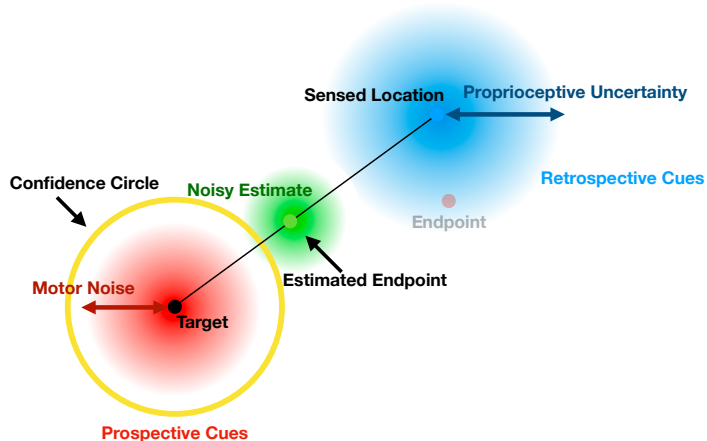 Sensed Location
Proprioceptive Uncertainty
Confidence Circle
Noisy Estimate
Retrospective Cues
Endpoint
Motor Noise
Estimated Endpoint
Target
Prospective Cues